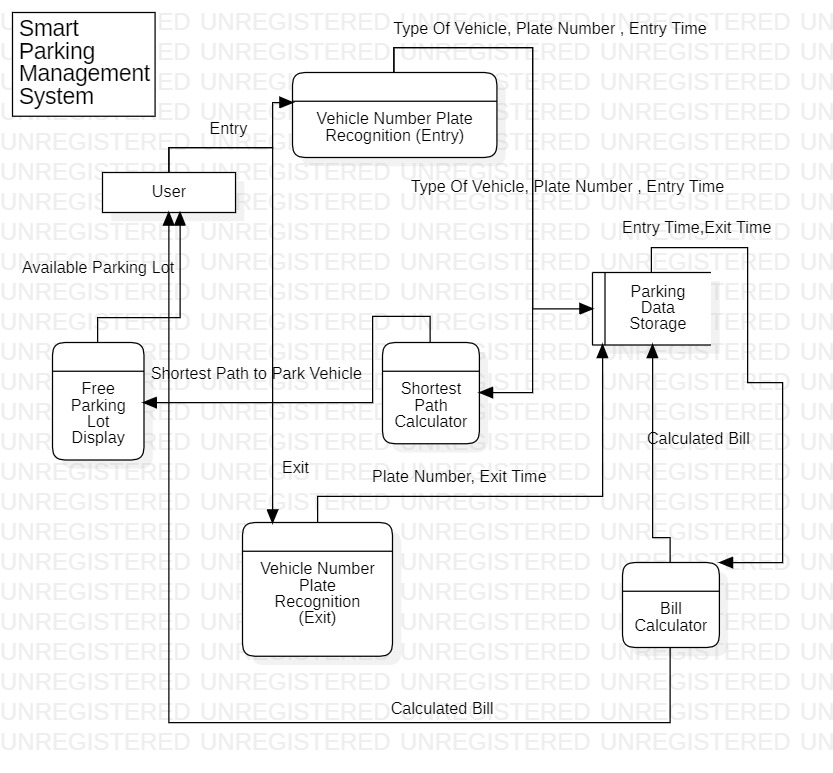 Smart
Parking
Management
System
Type Of Vehicle, Plate Number , Entry Time
Vehicle Number Plate
Recognition (Entry)
Entry
User
Type Of Vehicle, Plate Number , Entry Time
Entry Time,Exit Time
Available Parking Lot
Parking
Data
Storage
Shortest Path to Park Vehicle
Free
Parking
Lot
Display
Shortest
Path
Calculator
Calculated Bill
Exit
Plate Number, Exit Time
Vehicle Number
Plate
Recognition
(Exit)
Bill
Calculator
Calculated Bill
UNREGISTERED